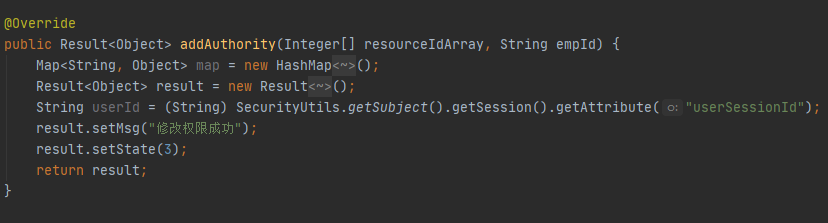 @Override
public Result<Object> addAuthority(Integer[] resourceIdArray, String empId) {
    Map<String, Object> map = new HashMap<~>();
    Result<Object> result = new Result<~>();
    String userId = (String) SecurityUtils.getSubject().getSession().getAttribute( o: "userSessionId");
    result.setMsg("修改权限成功");
    result.setState(3);
    return result;
}